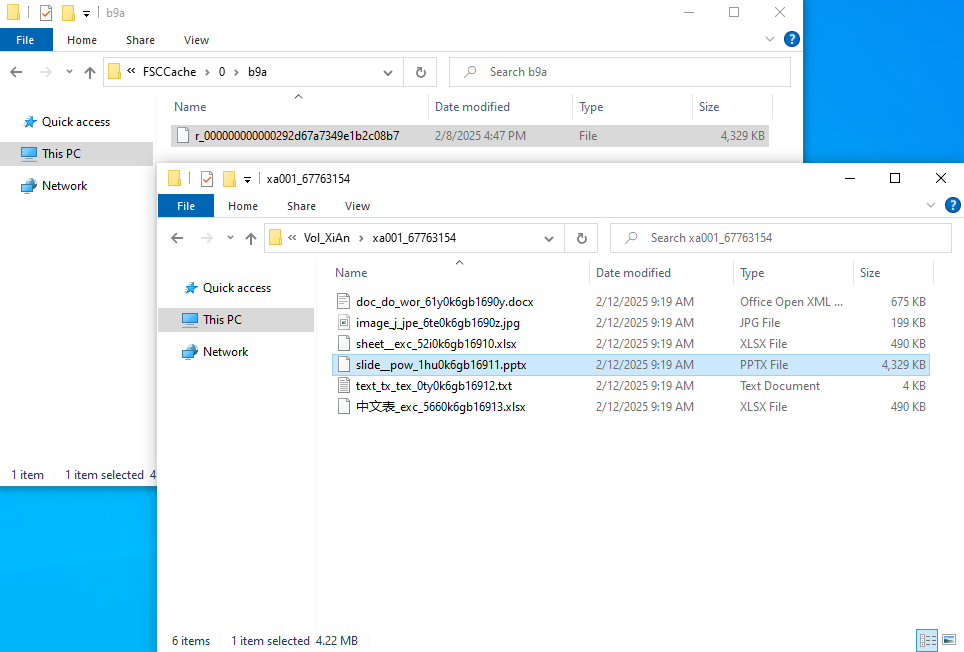 b9a
File Home Share View
FSCCache > 0 > b9a
Search b9a
Name Date modified Type Size
Quick access
r_000000000000292d67a7349e1b2c08b7 2/8/2025 4:47 PM File 4,329 KB
This PC
Network
1 item 1 item selected 4
xa001_67763154
File Home Share View
Vol_XiAn > xa001_67763154
Search xa001_67763154
Name Date modified Type Size
Quick access
This PC
Network
doc_do_wor_61y0k6gb1690y.docx 2/12/2025 9:19 AM Office Open XML ... 675 KB
image_j_jpe_6te0k6gb1690z.jpg 2/12/2025 9:19 AM JPG File 199 KB
sheet__exc_52i0k6gb16910.xlsx 2/12/2025 9:19 AM XLSX File 490 KB
slide__pow_1hu0k6gb16911.pptx 2/12/2025 9:19 AM PPTX File 4,329 KB
text_tx_tex_0ty0k6gb16912.txt 2/12/2025 9:19 AM Text Document 4 KB
中文表_exc_5660k6gb16913.xlsx 2/12/2025 9:19 AM XLSX File 490 KB
6 items 1 item selected 4.22 MB